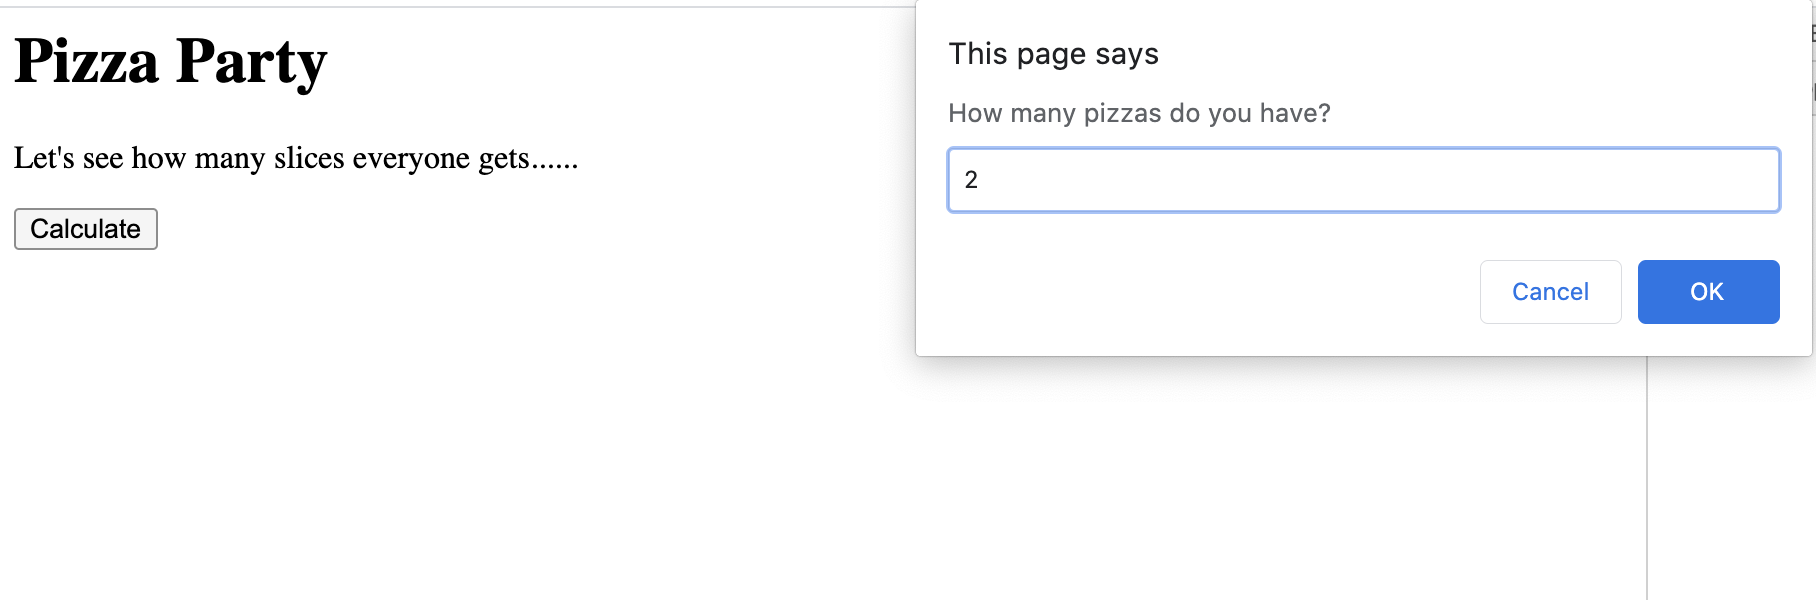 Pizza Party
Let's see how many slices everyone gets......
Calculate
This page says
How many pizzas do you have?
2
Cancel
OK